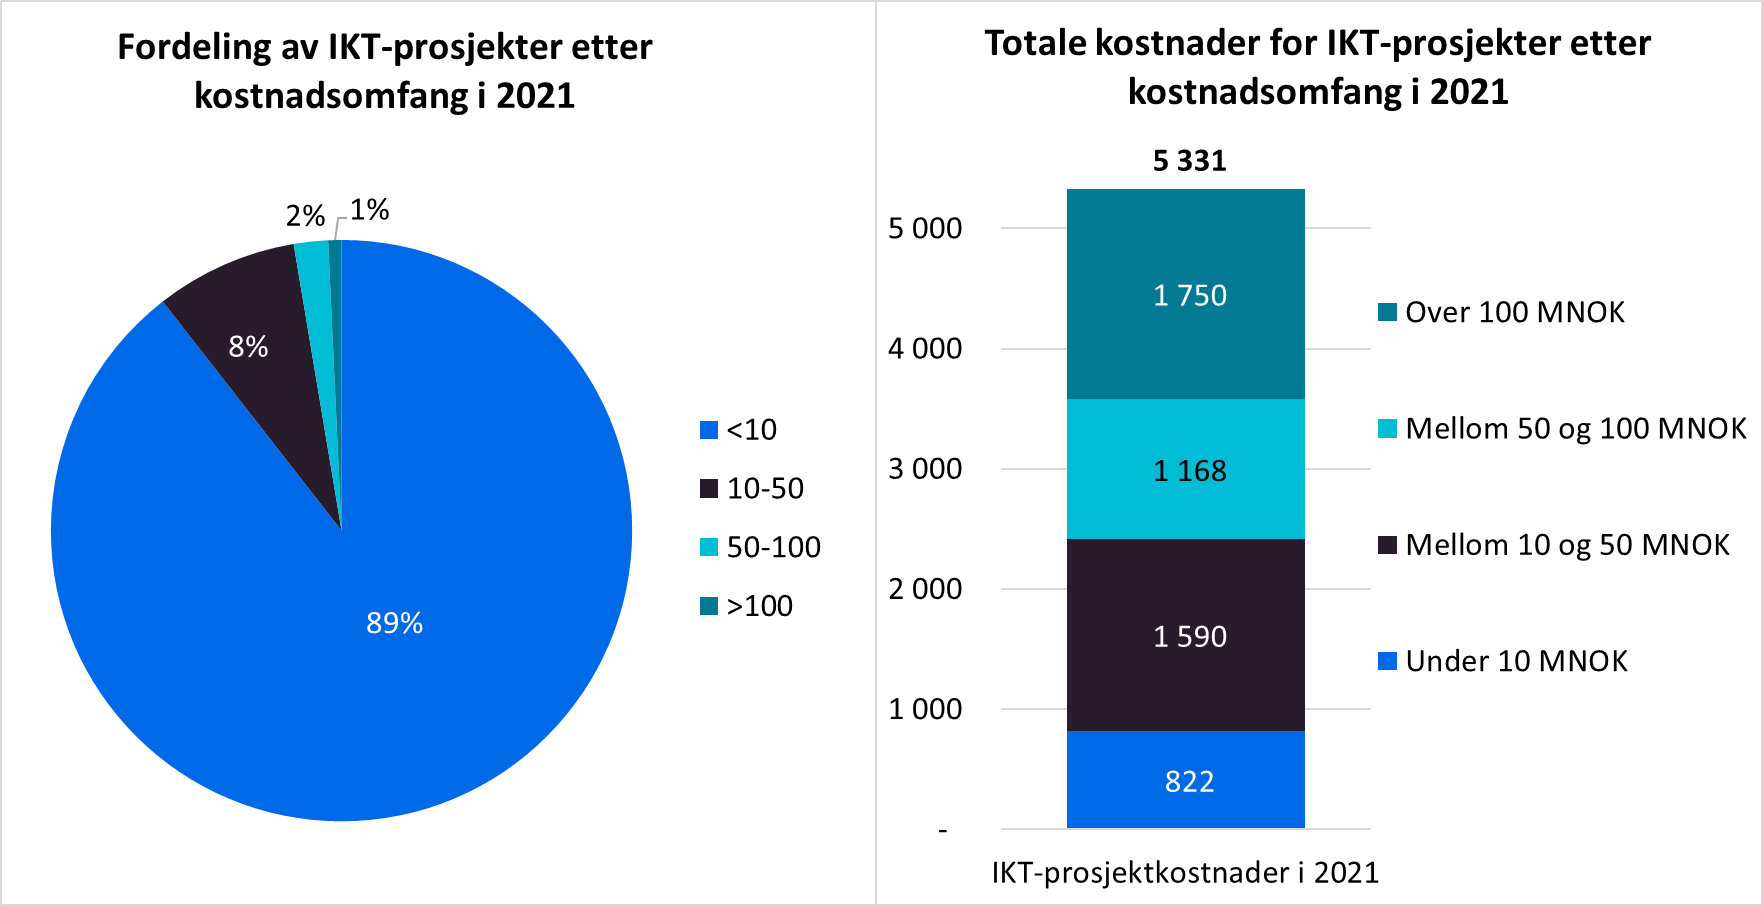 Fordeling av IKT-prosjekter etter
kostnadsomfang i 2021
2%
1%
8%
89%
<10
10-50
50-100
>100
Totale kostnader for IKT-prosjekter etter
kostnadsomfang i 2021
5 331
5 000
4 000
3 000
2 000
1 000
-
1 750
1 168
1 590
822
IKT-prosjektkostnader i 2021
Over 100 MNOK
Mellom 50 og 100 MNOK
Mellom 10 og 50 MNOK
Under 10 MNOK